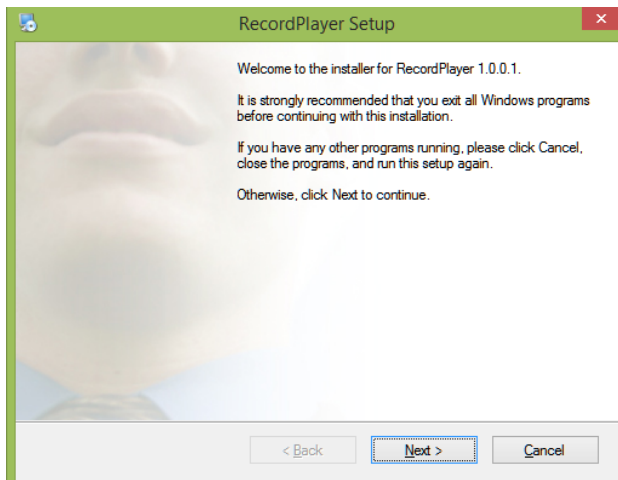 RecordPlayer Setup
Welcome to the installer for RecordPlayer 1.0.0.1.
It is strongly recommended that you exit all Windows programs
before continuing with this installation.
If you have any other programs running, please click Cancel,
close the programs, and run this setup again.
Otherwise, click Next to continue.
< Back Next > Cancel